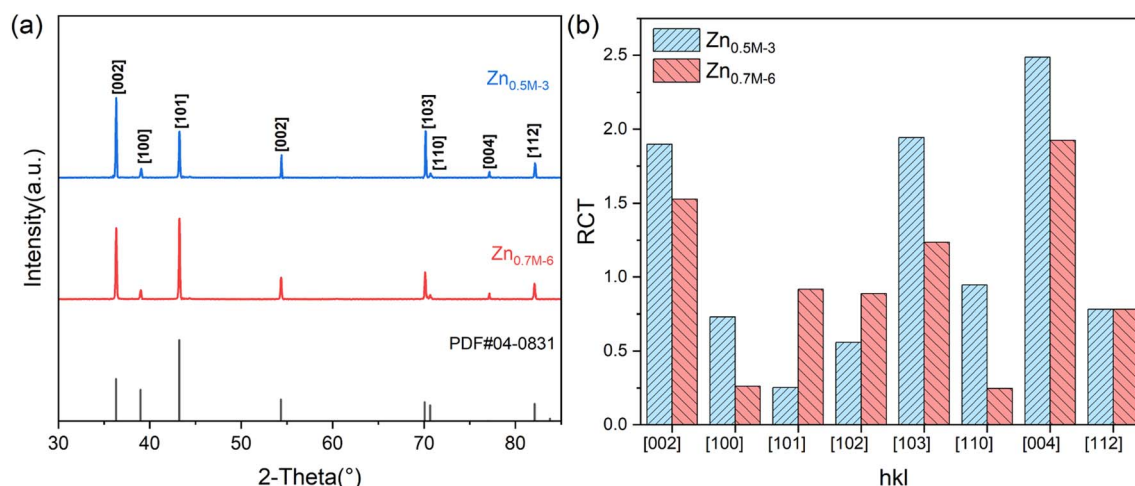 (a)
[002]
[100]
[101]
[002]
[103]
[110]
[004]
[112]
Zn0.5M-3
Zn0.7M-6
PDF#04-0831
Intensity(a.u.)
30 40 50 60 70 80
2-Theta(°)
(b)
Zn0.5M-3
Zn0.7M-6
2.5
2.0
1.5
1.0
0.5
0.0
RCT
[002] [100] [101] [102] [103] [110] [004] [112]
hkl